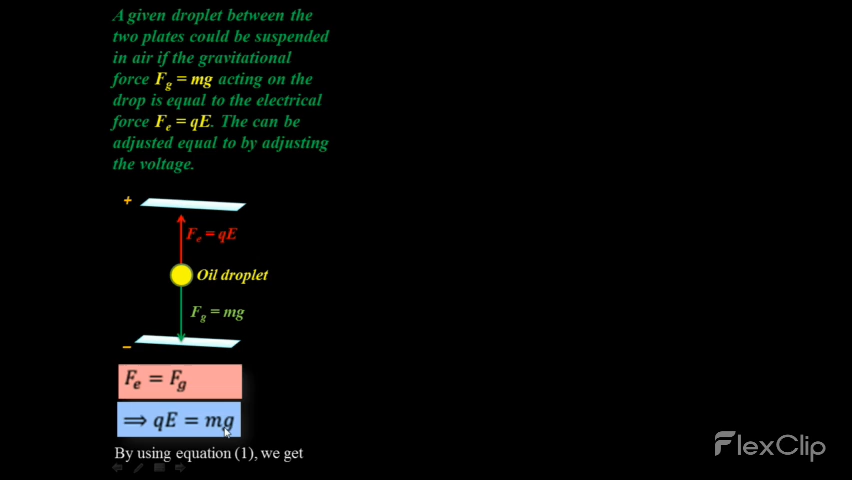 A given droplet between the
two plates could be suspended
in air if the gravitational
force Fg = mg acting on the
drop is equal to the electrical
force Fe = qE. The can be
adjusted equal to by adjusting
the voltage.
+
Fe = qE
Oil droplet
Fg = mg
–
Fe = Fg
⟹ qE = mg
By using equation (1), we get
FlexClip